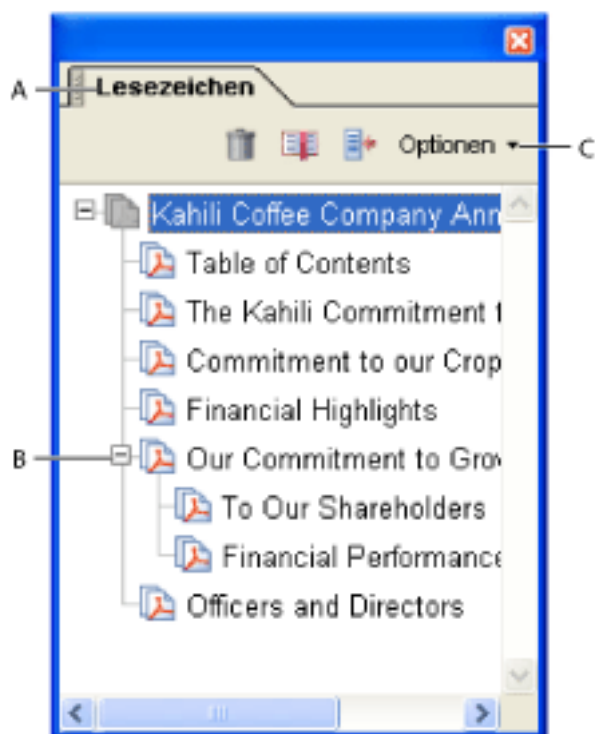 A
Lesezeichen
Optionen
C
Kahili Coffee Company Ann
Table of Contents
The Kahili Commitment t
Commitment to our Crop
Financial Highlights
B
Our Commitment to Grov
To Our Shareholders
Financial Performance
Officers and Directors